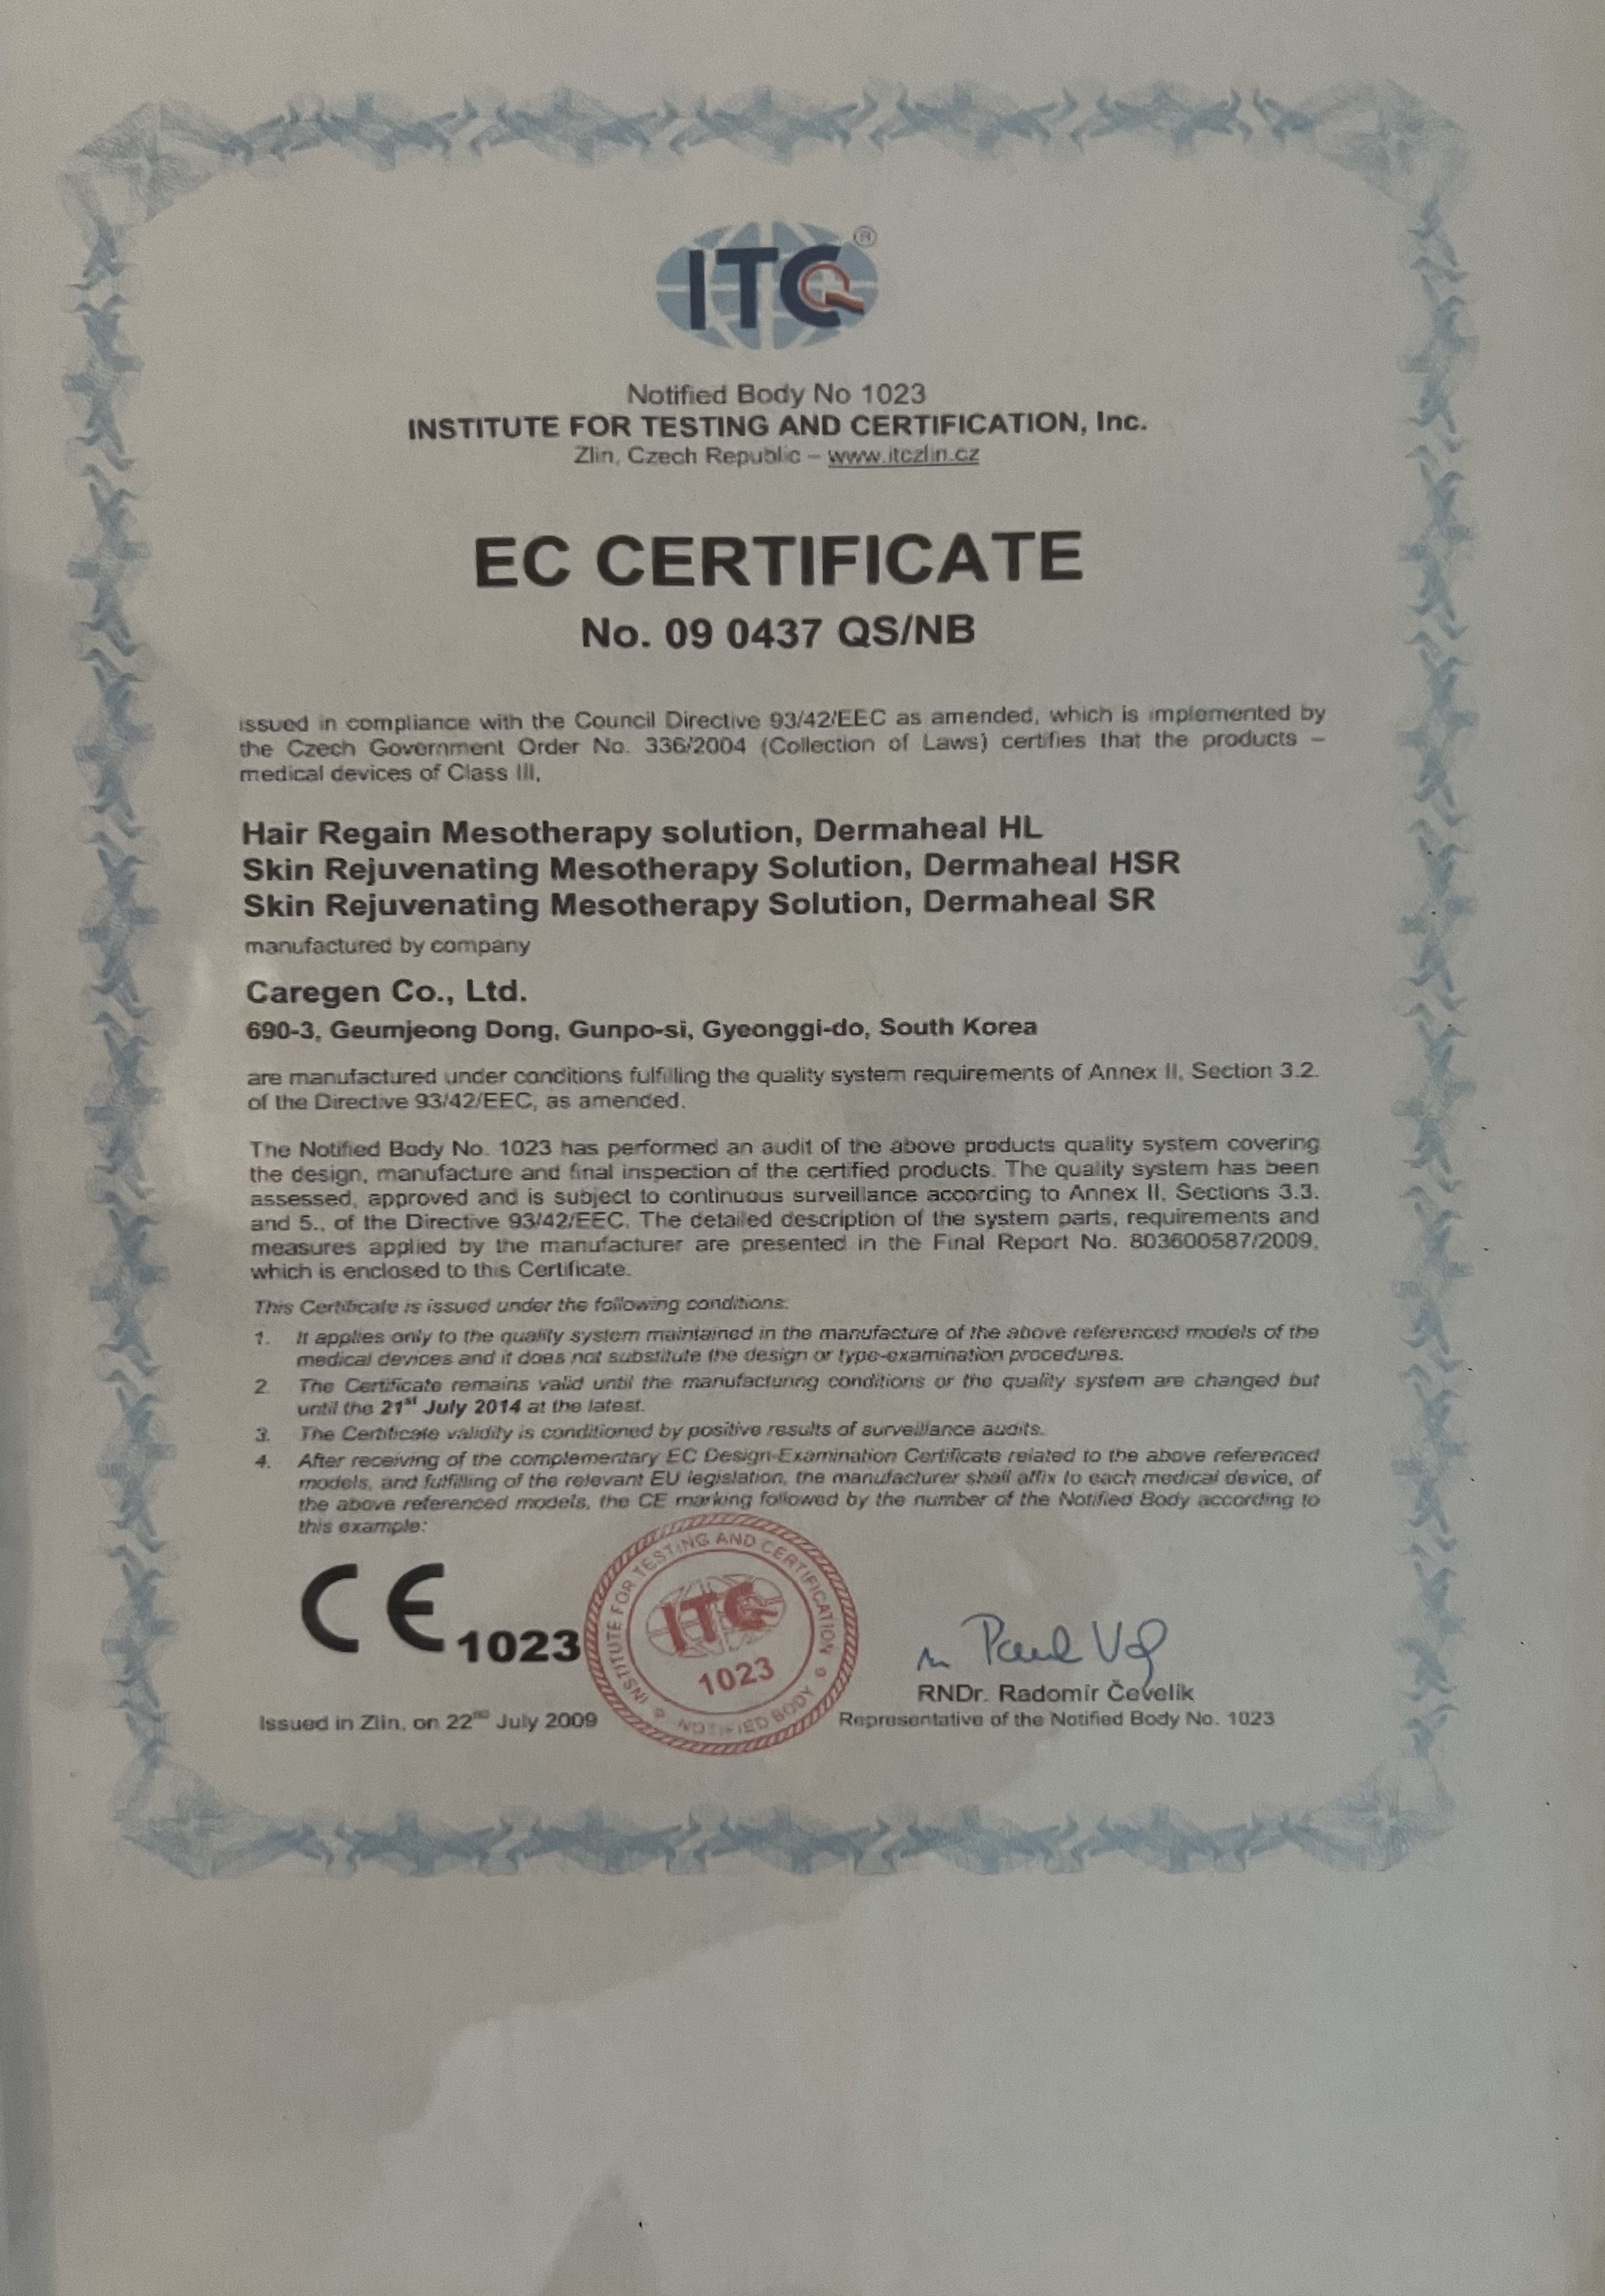 ITC ®
Notified Body No 1023
INSTITUTE FOR TESTING AND CERTIFICATION, Inc.
Zlin, Czech Republic – www.itczlin.cz
EC CERTIFICATE
No. 09 0437 QS/NB
issued in compliance with the Council Directive 93/42/EEC as amended, which is implemented by
the Czech Government Order No. 336/2004 (Collection of Laws) certifies that the products –
medical devices of Class III,
Hair Regain Mesotherapy solution, Dermaheal HL
Skin Rejuvenating Mesotherapy Solution, Dermaheal HSR
Skin Rejuvenating Mesotherapy Solution, Dermaheal SR
manufactured by company
Caregen Co., Ltd.
690-3, Geumjeong Dong, Gunpo-si, Gyeonggi-do, South Korea
are manufactured under conditions fulfilling the quality system requirements of Annex II, Section 3.2.
of the Directive 93/42/EEC, as amended.
The Notified Body No. 1023 has performed an audit of the above products quality system covering
the design, manufacture and final inspection of the certified products. The quality system has been
assessed, approved and is subject to continuous surveillance according to Annex II, Sections 3.3.
and 5., of the Directive 93/42/EEC. The detailed description of the system parts, requirements and
measures applied by the manufacturer are presented in the Final Report No. 803600587/2009,
which is enclosed to this Certificate.
This Certificate is issued under the following conditions:
1. It applies only to the quality system maintained in the manufacture of the above referenced models of the
medical devices and it does not substitute the design or type-examination procedures.
2. The Certificate remains valid until the manufacturing conditions or the quality system are changed but
until the 21st July 2014 at the latest.
3. The Certificate validity is conditioned by positive results of surveillance audits.
4. After receiving of the complementary EC Design-Examination Certificate related to the above referenced
models, and fulfilling of the relevant EU legislation, the manufacturer shall affix to each medical device, of
the above referenced models, the CE marking followed by the number of the Notified Body according to
this example:
CE 1023
INSTITUTE FOR TESTING AND CERTIFICATION
ITC
1023
NOTIFIED BODY
RNDr. Radomír Čevelík
Issued in Zlin, on 22nd July 2009
Representative of the Notified Body No. 1023